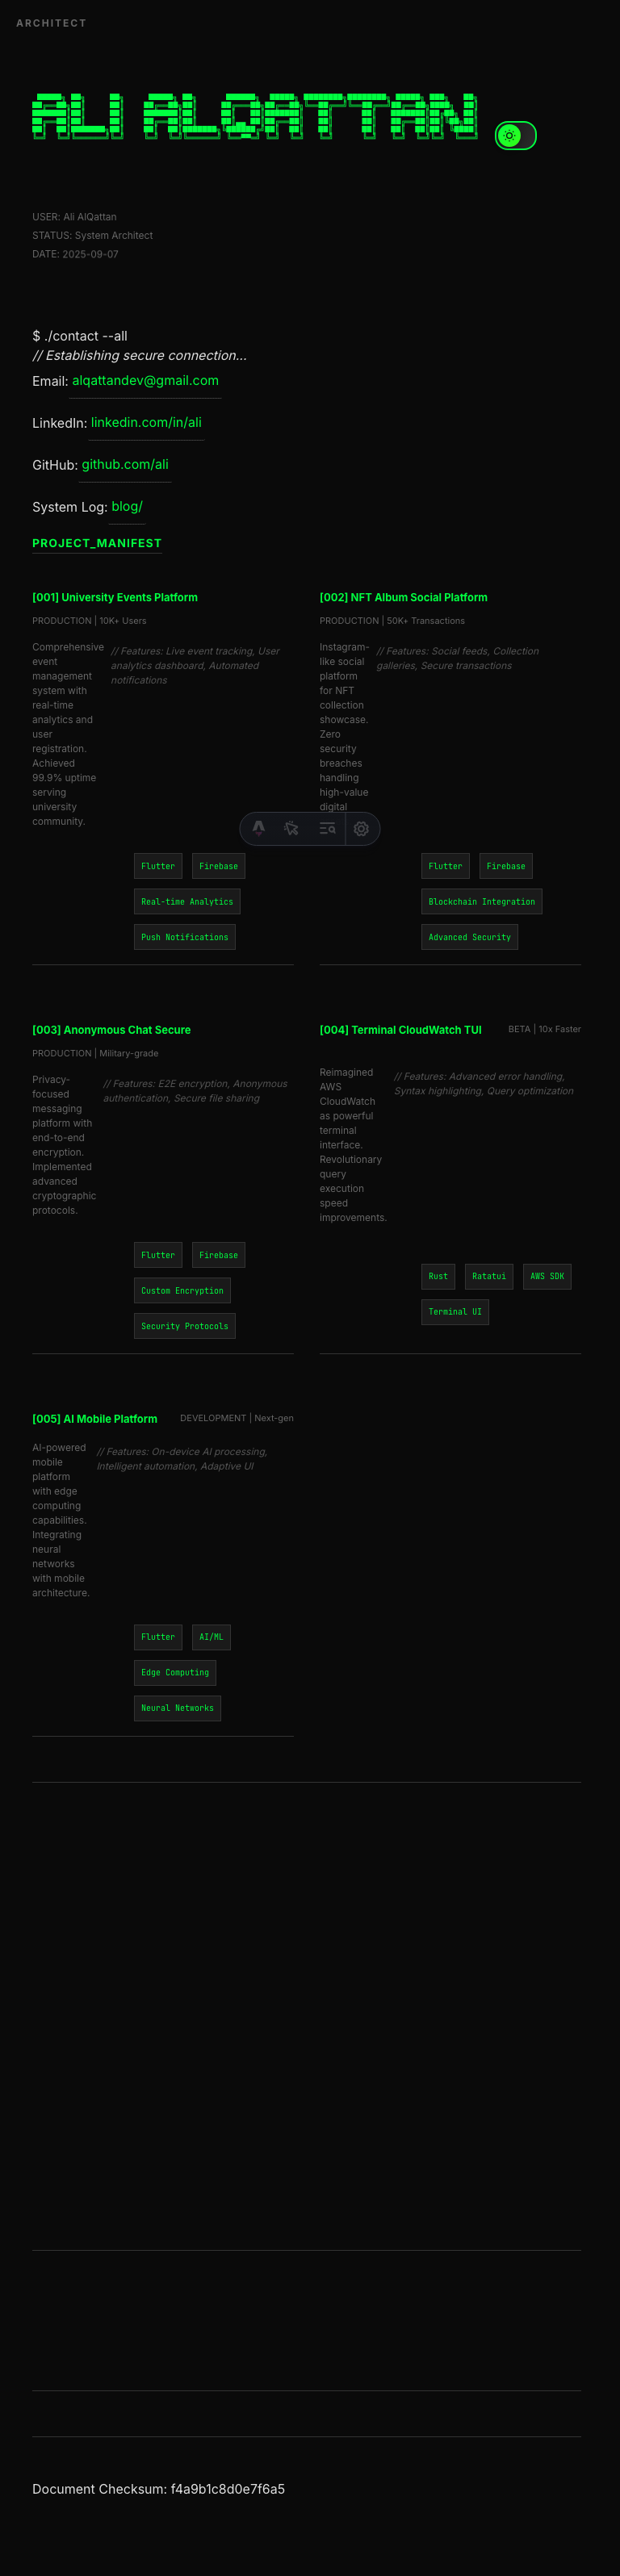 ARCHITECT
ALI ALQATTAN
USER: Ali AlQattan
STATUS: System Architect
DATE: 2025-09-07
$ ./contact --all
// Establishing secure connection...
Email: alqattandev@gmail.com
LinkedIn: linkedin.com/in/ali
GitHub: github.com/ali
System Log: blog/
PROJECT_MANIFEST
[001] University Events Platform
PRODUCTION | 10K+ Users
Comprehensive
event
management
system with
real-time
analytics and
user
registration.
Achieved
99.9% uptime
serving
university
community.
// Features: Live event tracking, User
analytics dashboard, Automated
notifications
Flutter
Firebase
Real-time Analytics
Push Notifications
[002] NFT Album Social Platform
PRODUCTION | 50K+ Transactions
Instagram-
like social
platform
for NFT
collection
showcase.
Zero
security
breaches
handling
high-value
digital
// Features: Social feeds, Collection
galleries, Secure transactions
Flutter
Firebase
Blockchain Integration
Advanced Security
[003] Anonymous Chat Secure
PRODUCTION | Military-grade
Privacy-
focused
messaging
platform with
end-to-end
encryption.
Implemented
advanced
cryptographic
protocols.
// Features: E2E encryption, Anonymous
authentication, Secure file sharing
Flutter
Firebase
Custom Encryption
Security Protocols
[004] Terminal CloudWatch TUI
BETA | 10x Faster
Reimagined
AWS
CloudWatch
as powerful
terminal
interface.
Revolutionary
query
execution
speed
improvements.
// Features: Advanced error handling,
Syntax highlighting, Query optimization
Rust
Ratatui
AWS SDK
Terminal UI
[005] AI Mobile Platform
DEVELOPMENT | Next-gen
AI-powered
mobile
platform
with edge
computing
capabilities.
Integrating
neural
networks
with mobile
architecture.
// Features: On-device AI processing,
Intelligent automation, Adaptive UI
Flutter
AI/ML
Edge Computing
Neural Networks
Document Checksum: f4a9b1c8d0e7f6a5